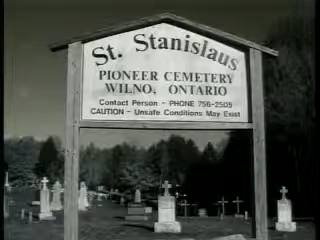 St. Stanislaus
PIONEER CEMETERY
WILNO, ONTARIO
Contact Person - PHONE 756-2509
CAUTION - Unsafe Conditions May Exist